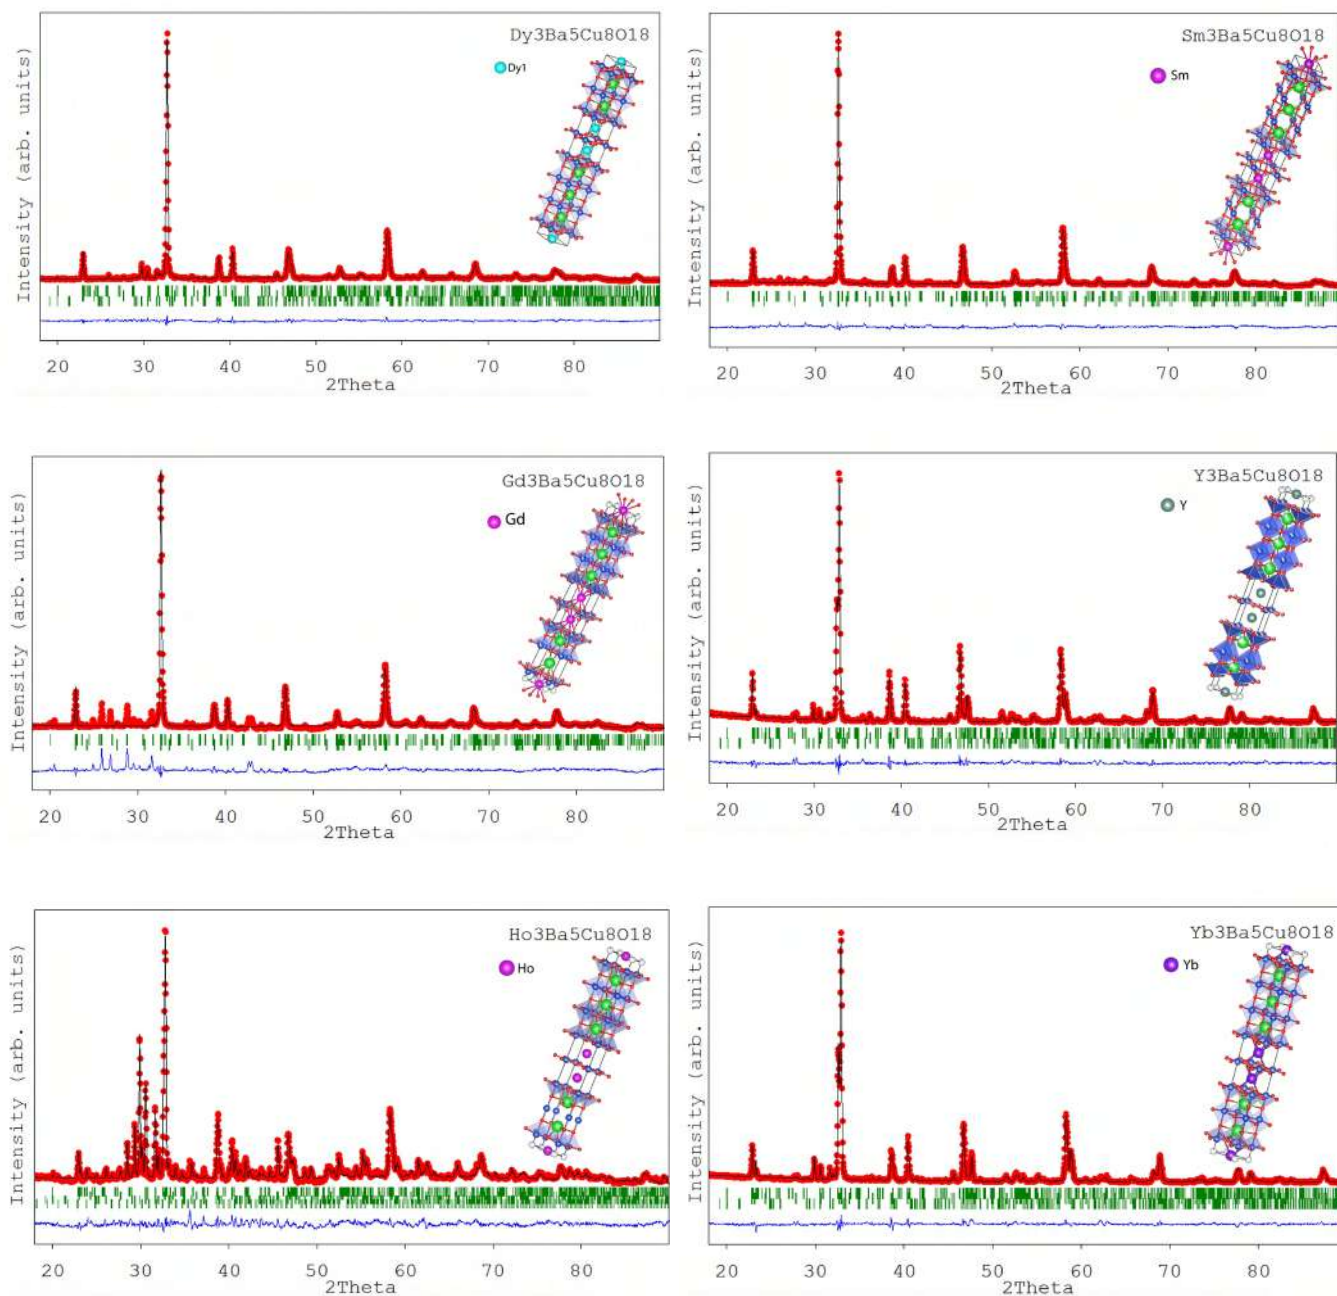 Intensity (arb. units)
Dy3Ba5Cu8O18
Dy1
20 30 40 50 60 70 80
2Theta
Intensity (arb. units)
Sm3Ba5Cu8O18
Sm
20 30 40 50 60 70 80
2Theta
Intensity (arb. units)
Gd3Ba5Cu8O18
Gd
20 30 40 50 60 70 80
2Theta
Intensity (arb. units)
Y3Ba5Cu8O18
Y
20 30 40 50 60 70 80
2Theta
Intensity (arb. units)
Ho3Ba5Cu8O18
Ho
20 30 40 50 60 70 80
2Theta
Intensity (arb. units)
Yb3Ba5Cu8O18
Yb
20 30 40 50 60 70 80
2Theta